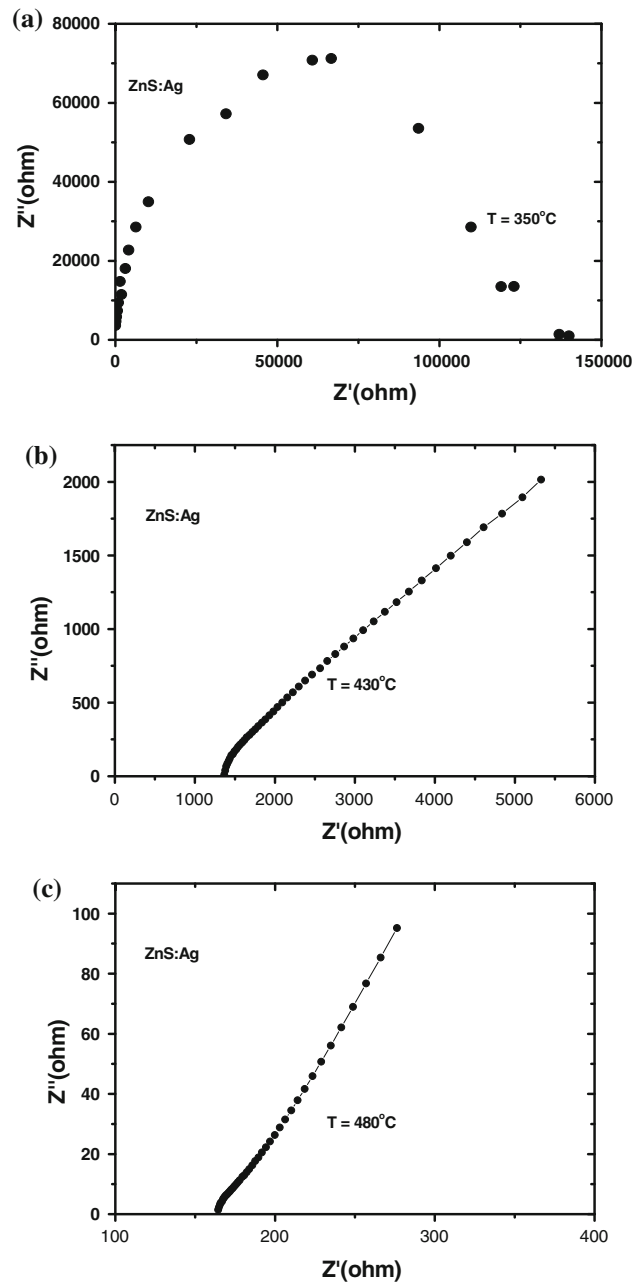 (a)
80000
ZnS:Ag
60000
Z''(ohm)
40000
T = 350°C
20000
0
0 50000 100000 150000
Z'(ohm)
(b)
2000
ZnS:Ag
1500
Z''(ohm)
1000
T = 430°C
500
0
0 1000 2000 3000 4000 5000 6000
Z'(ohm)
(c)
100
ZnS:Ag
80
Z''(ohm)
60
40
T = 480°C
20
0
100 200 300 400
Z'(ohm)